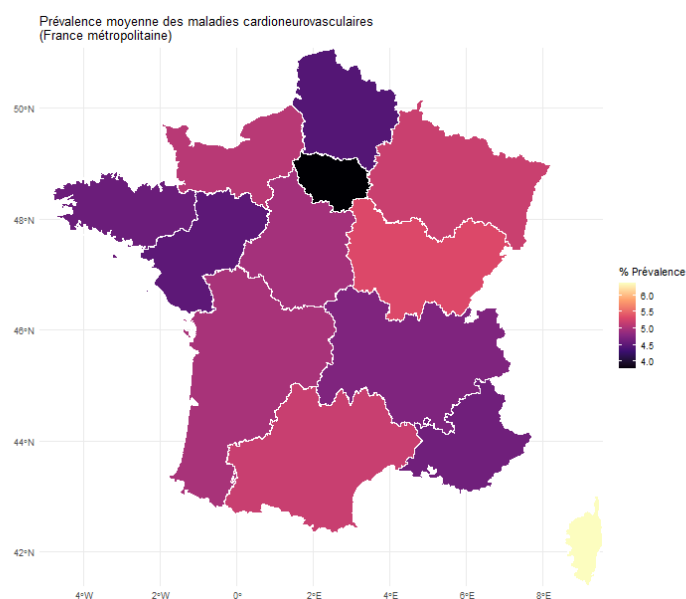 Prévalence moyenne des maladies cardioneurovasculaires
(France métropolitaine)
50°N
48°N
46°N
44°N
42°N
% Prévalence
6.0
5.5
5.0
4.5
4.0
4°W
2°W
0°
2°E
4°E
6°E
8°E